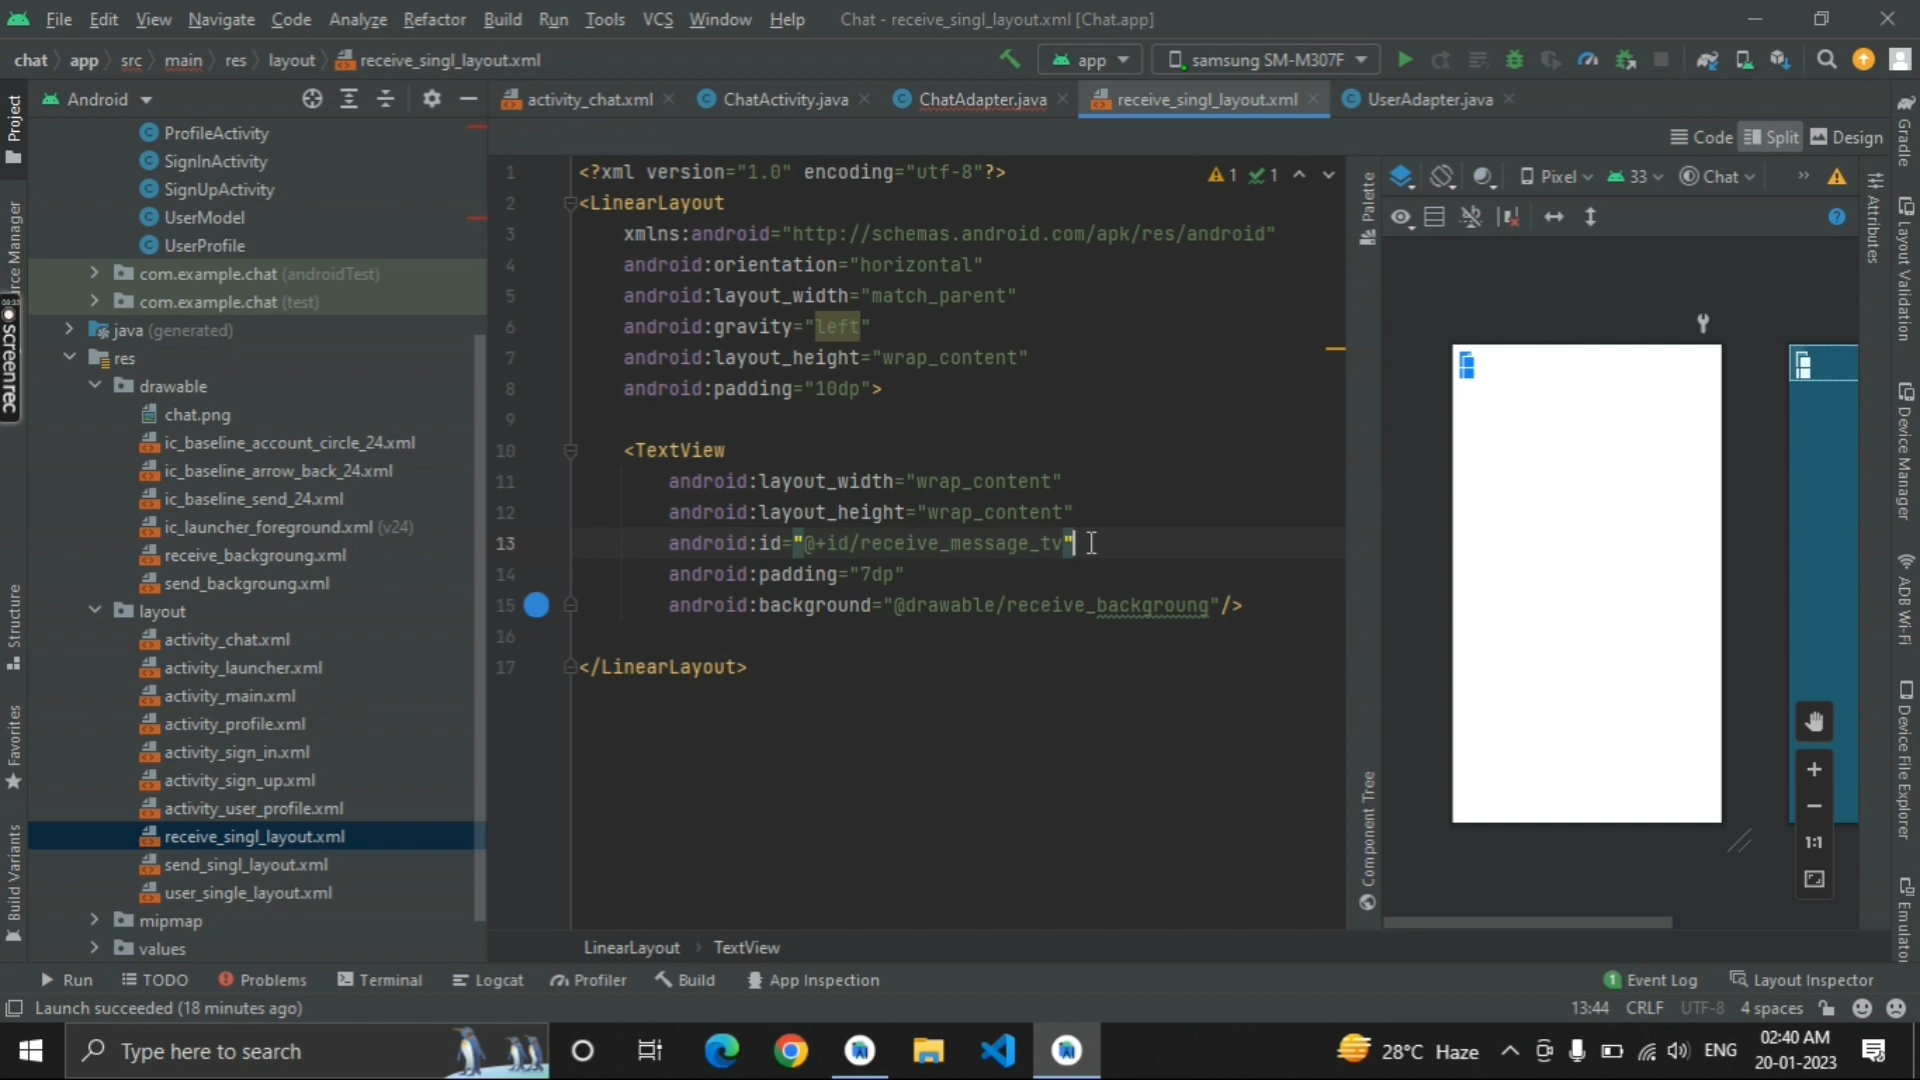 File Edit View Navigate Code Analyze Refactor Build Run Tools VCS Window Help Chat - receive_singl_layout.xml [Chat.app]
chat app src main res layout receive_singl_layout.xml app samsung SM-M307F
Android activity_chat.xml ChatActivity.java ChatAdapter.java receive_singl_layout.xml UserAdapter.java
Code Split Design
Project
Structure
Favorites
Build Variants
screenrec
ProfileActivity
SignInActivity
SignUpActivity
UserModel
UserProfile
com.example.chat (androidTest)
com.example.chat (test)
java (generated)
res
drawable
chat.png
ic_baseline_account_circle_24.xml
ic_baseline_arrow_back_24.xml
ic_baseline_send_24.xml
ic_launcher_foreground.xml (v24)
receive_backgroung.xml
send_backgroung.xml
layout
activity_chat.xml
activity_launcher.xml
activity_main.xml
activity_profile.xml
activity_sign_in.xml
activity_sign_up.xml
activity_user_profile.xml
receive_singl_layout.xml
send_singl_layout.xml
user_single_layout.xml
mipmap
values
1 <?xml version="1.0" encoding="utf-8"?>
2 <LinearLayout
3 xmlns:android="http://schemas.android.com/apk/res/android"
4 android:orientation="horizontal"
5 android:layout_width="match_parent"
6 android:gravity="left"
7 android:layout_height="wrap_content"
8 android:padding="10dp">
9
10 <TextView
11 android:layout_width="wrap_content"
12 android:layout_height="wrap_content"
13 android:id="@+id/receive_message_tv"
14 android:padding="7dp"
15 android:background="@drawable/receive_backgroung"/>
16
17 </LinearLayout>
1 1
Palette
Component Tree
Pixel 33 Chat
1:1
Attributes
Gradle
Layout Validation
Device Manager
ADB Wi-Fi
Device File Explorer
LinearLayout TextView
Run TODO Problems Terminal Logcat Profiler Build App Inspection 1 Event Log Layout Inspector
Launch succeeded (18 minutes ago) 13:44 CRLF UTF-8 4 spaces
Type here to search 28°C Haze ENG
02:40 AM
20-01-2023